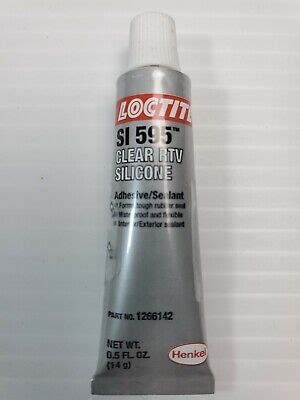 LOCTITE
SI 595™
CLEAR RTV
SILICONE
Adhesive/Sealant
Forms tough rubber seal
Waterproof and flexible
Interior/Exterior sealant
PART NO. 1266142
NET WT.
0.5 FL. OZ.
(14 g)
Henkel